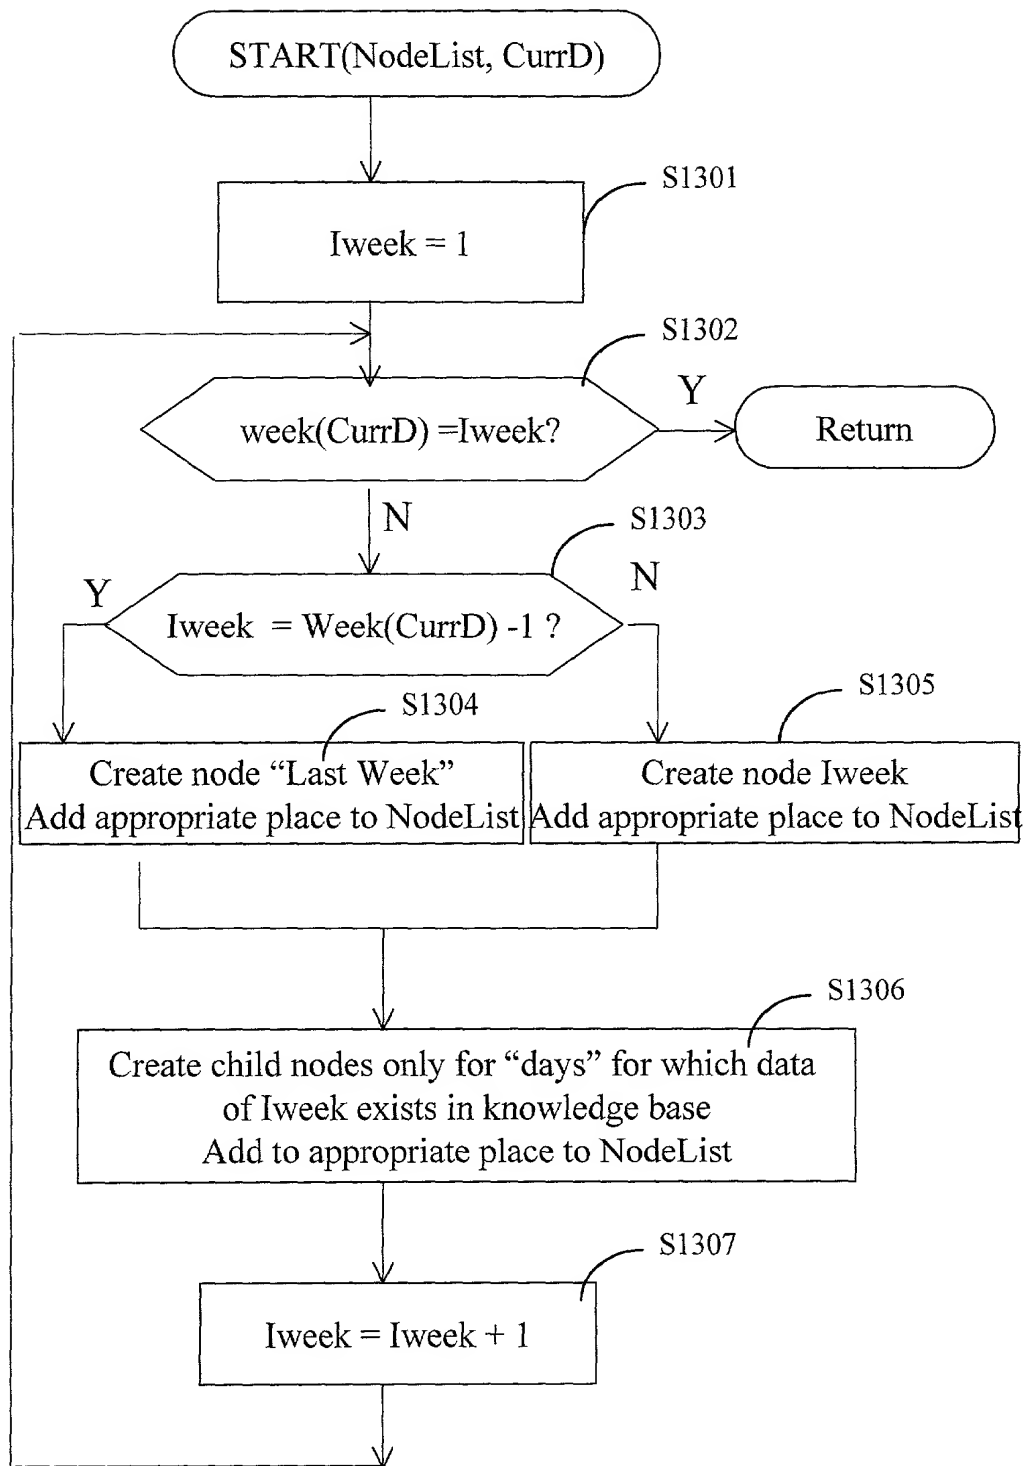 START(NodeList, CurrD)
S1301
Iweek = 1
S1302
week(CurrD) =Iweek?
Y
Return
N
S1303
Y
N
Iweek = Week(CurrD) -1 ?
S1304
S1305
Create node “Last Week”
Add appropriate place to NodeList
Create node Iweek
Add appropriate place to NodeList
S1306
Create child nodes only for “days” for which data
of Iweek exists in knowledge base
Add to appropriate place to NodeList
S1307
Iweek = Iweek + 1